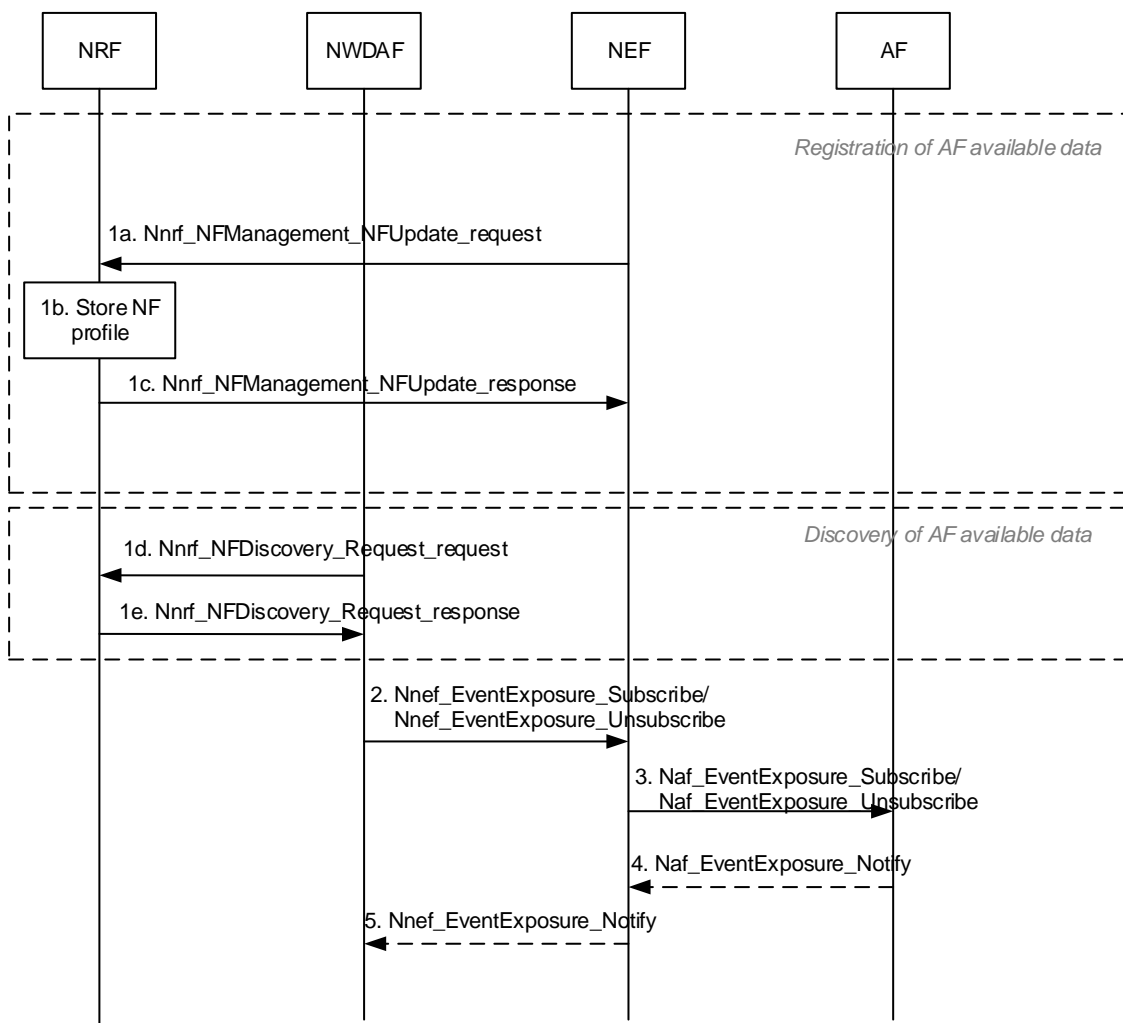 NRF
NWDAF
NEF
AF
Registration of AF available data
1a. Nnrf_NFManagement_NFUpdate_request
1b. Store NF
profile
1c. Nnrf_NFManagement_NFUpdate_response
Discovery of AF available data
1d. Nnrf_NFDiscovery_Request_request
1e. Nnrf_NFDiscovery_Request_response
2. Nnef_EventExposure_Subscribe/
Nnef_EventExposure_Unsubscribe
3. Naf_EventExposure_Subscribe/
Naf_EventExposure_Unsubscribe
4. Naf_EventExposure_Notify
5. Nnef_EventExposure_Notify